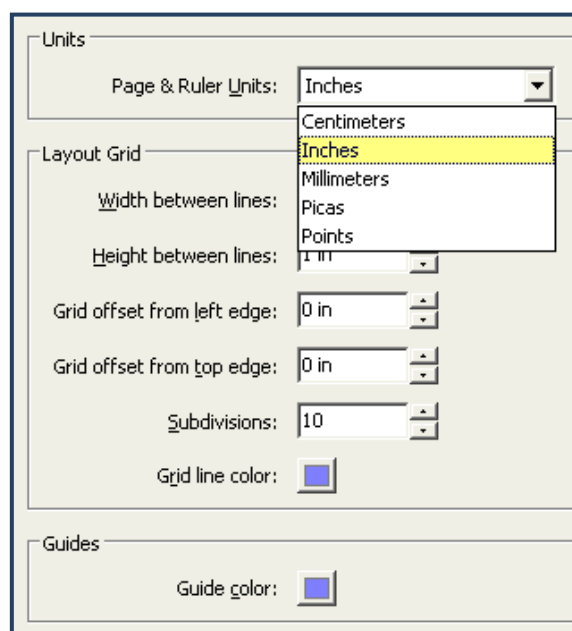 Units
Page & Ruler Units: Inches
Centimeters
Inches
Layout Grid
Millimeters
Width between lines:
Picas
Points
Height between lines: 1 in
Grid offset from left edge: 0 in
Grid offset from top edge: 0 in
Subdivisions: 10
Grid line color:
Guides
Guide color: